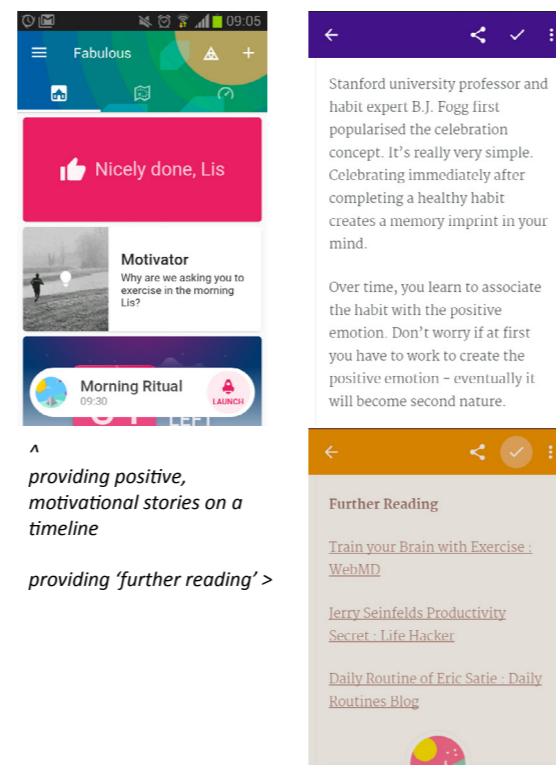 09:05
Fabulous
Nicely done, Lis
Motivator
Why are we asking you to
exercise in the morning
Lis?
Morning Ritual
09:30
LAUNCH
LEFT
^
providing positive,
motivational stories on a
timeline
providing ‘further reading’ >
Stanford university professor and
habit expert B.J. Fogg first
popularised the celebration
concept. It’s really very simple.
Celebrating immediately after
completing a healthy habit
creates a memory imprint in your
mind.
Over time, you learn to associate
the habit with the positive
emotion. Don’t worry if at first
you have to work to create the
positive emotion – eventually it
will become second nature.
Further Reading
Train your Brain with Exercise :
WebMD
Jerry Seinfelds Productivity
Secret : Life Hacker
Daily Routine of Eric Satie : Daily
Routines Blog